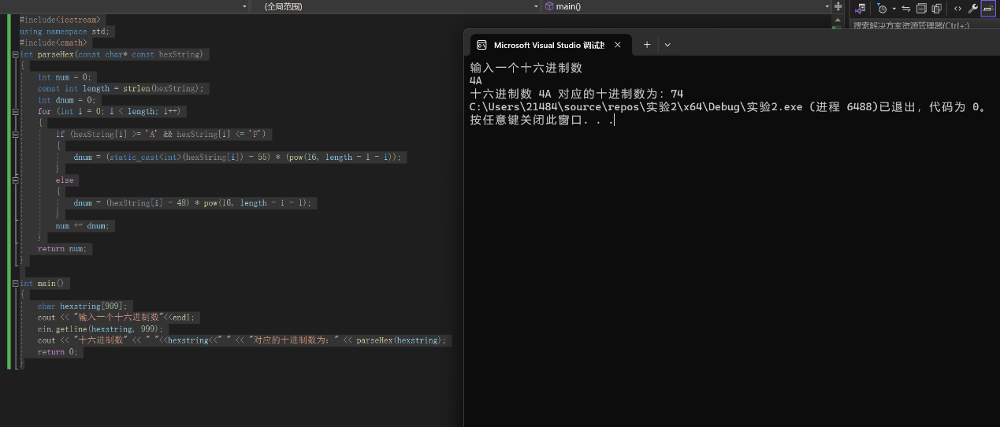 (全局范围)
main()
搜索解决方案资源管理器(Ctrl+;)
#include<iostream>
using namespace std;
#include<cmath>
int parseHex(const char* const hexString)
{
int num = 0;
const int length = strlen(hexString);
int dnum = 0;
for (int i = 0; i < length; i++)
{
if (hexString[i] >= 'A' && hexString[i] <= 'F')
{
dnum = (static_cast<int>(hexString[i]) - 55) * (pow(16, length - 1 - i));
}
else
{
dnum = (hexString[i] - 48) * pow(16, length - i - 1);
}
num += dnum;
}
return num;
}
int main()
{
char hexstring[999];
cout << "输入一个十六进制数"<<endl;
cin.getline(hexstring, 999);
cout << "十六进制数" << " "<<hexstring<<" " << "对应的十进制数为：" << parseHex(hexstring);
return 0;
}
Microsoft Visual Studio 调试
输入一个十六进制数
4A
十六进制数 4A 对应的十进制数为：74
C:\Users\21484\source\repos\实验2\x64\Debug\实验2.exe (进程 6488)已退出，代码为 0。
按任意键关闭此窗口. . .